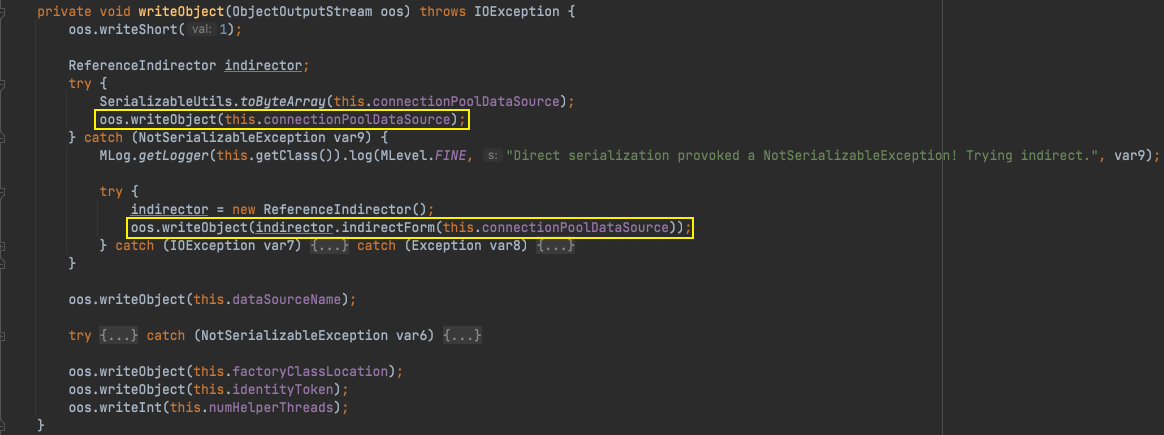 private void writeObject(ObjectOutputStream oos) throws IOException {
oos.writeShort( val: 1);
ReferenceIndirector indirector;
try {
SerializableUtils.toByteArray(this.connectionPoolDataSource);
oos.writeObject(this.connectionPoolDataSource);
} catch (NotSerializableException var9) {
MLog.getLogger(this.getClass()).log(MLevel.FINE, s: "Direct serialization provoked a NotSerializableException! Trying indirect.", var9);
try {
indirector = new ReferenceIndirector();
oos.writeObject(indirector.indirectForm(this.connectionPoolDataSource));
} catch (IOException var7) {...} catch (Exception var8) {...}
}
oos.writeObject(this.dataSourceName);
try {...} catch (NotSerializableException var6) {...}
oos.writeObject(this.factoryClassLocation);
oos.writeObject(this.identityToken);
oos.writeInt(this.numHelperThreads);
}